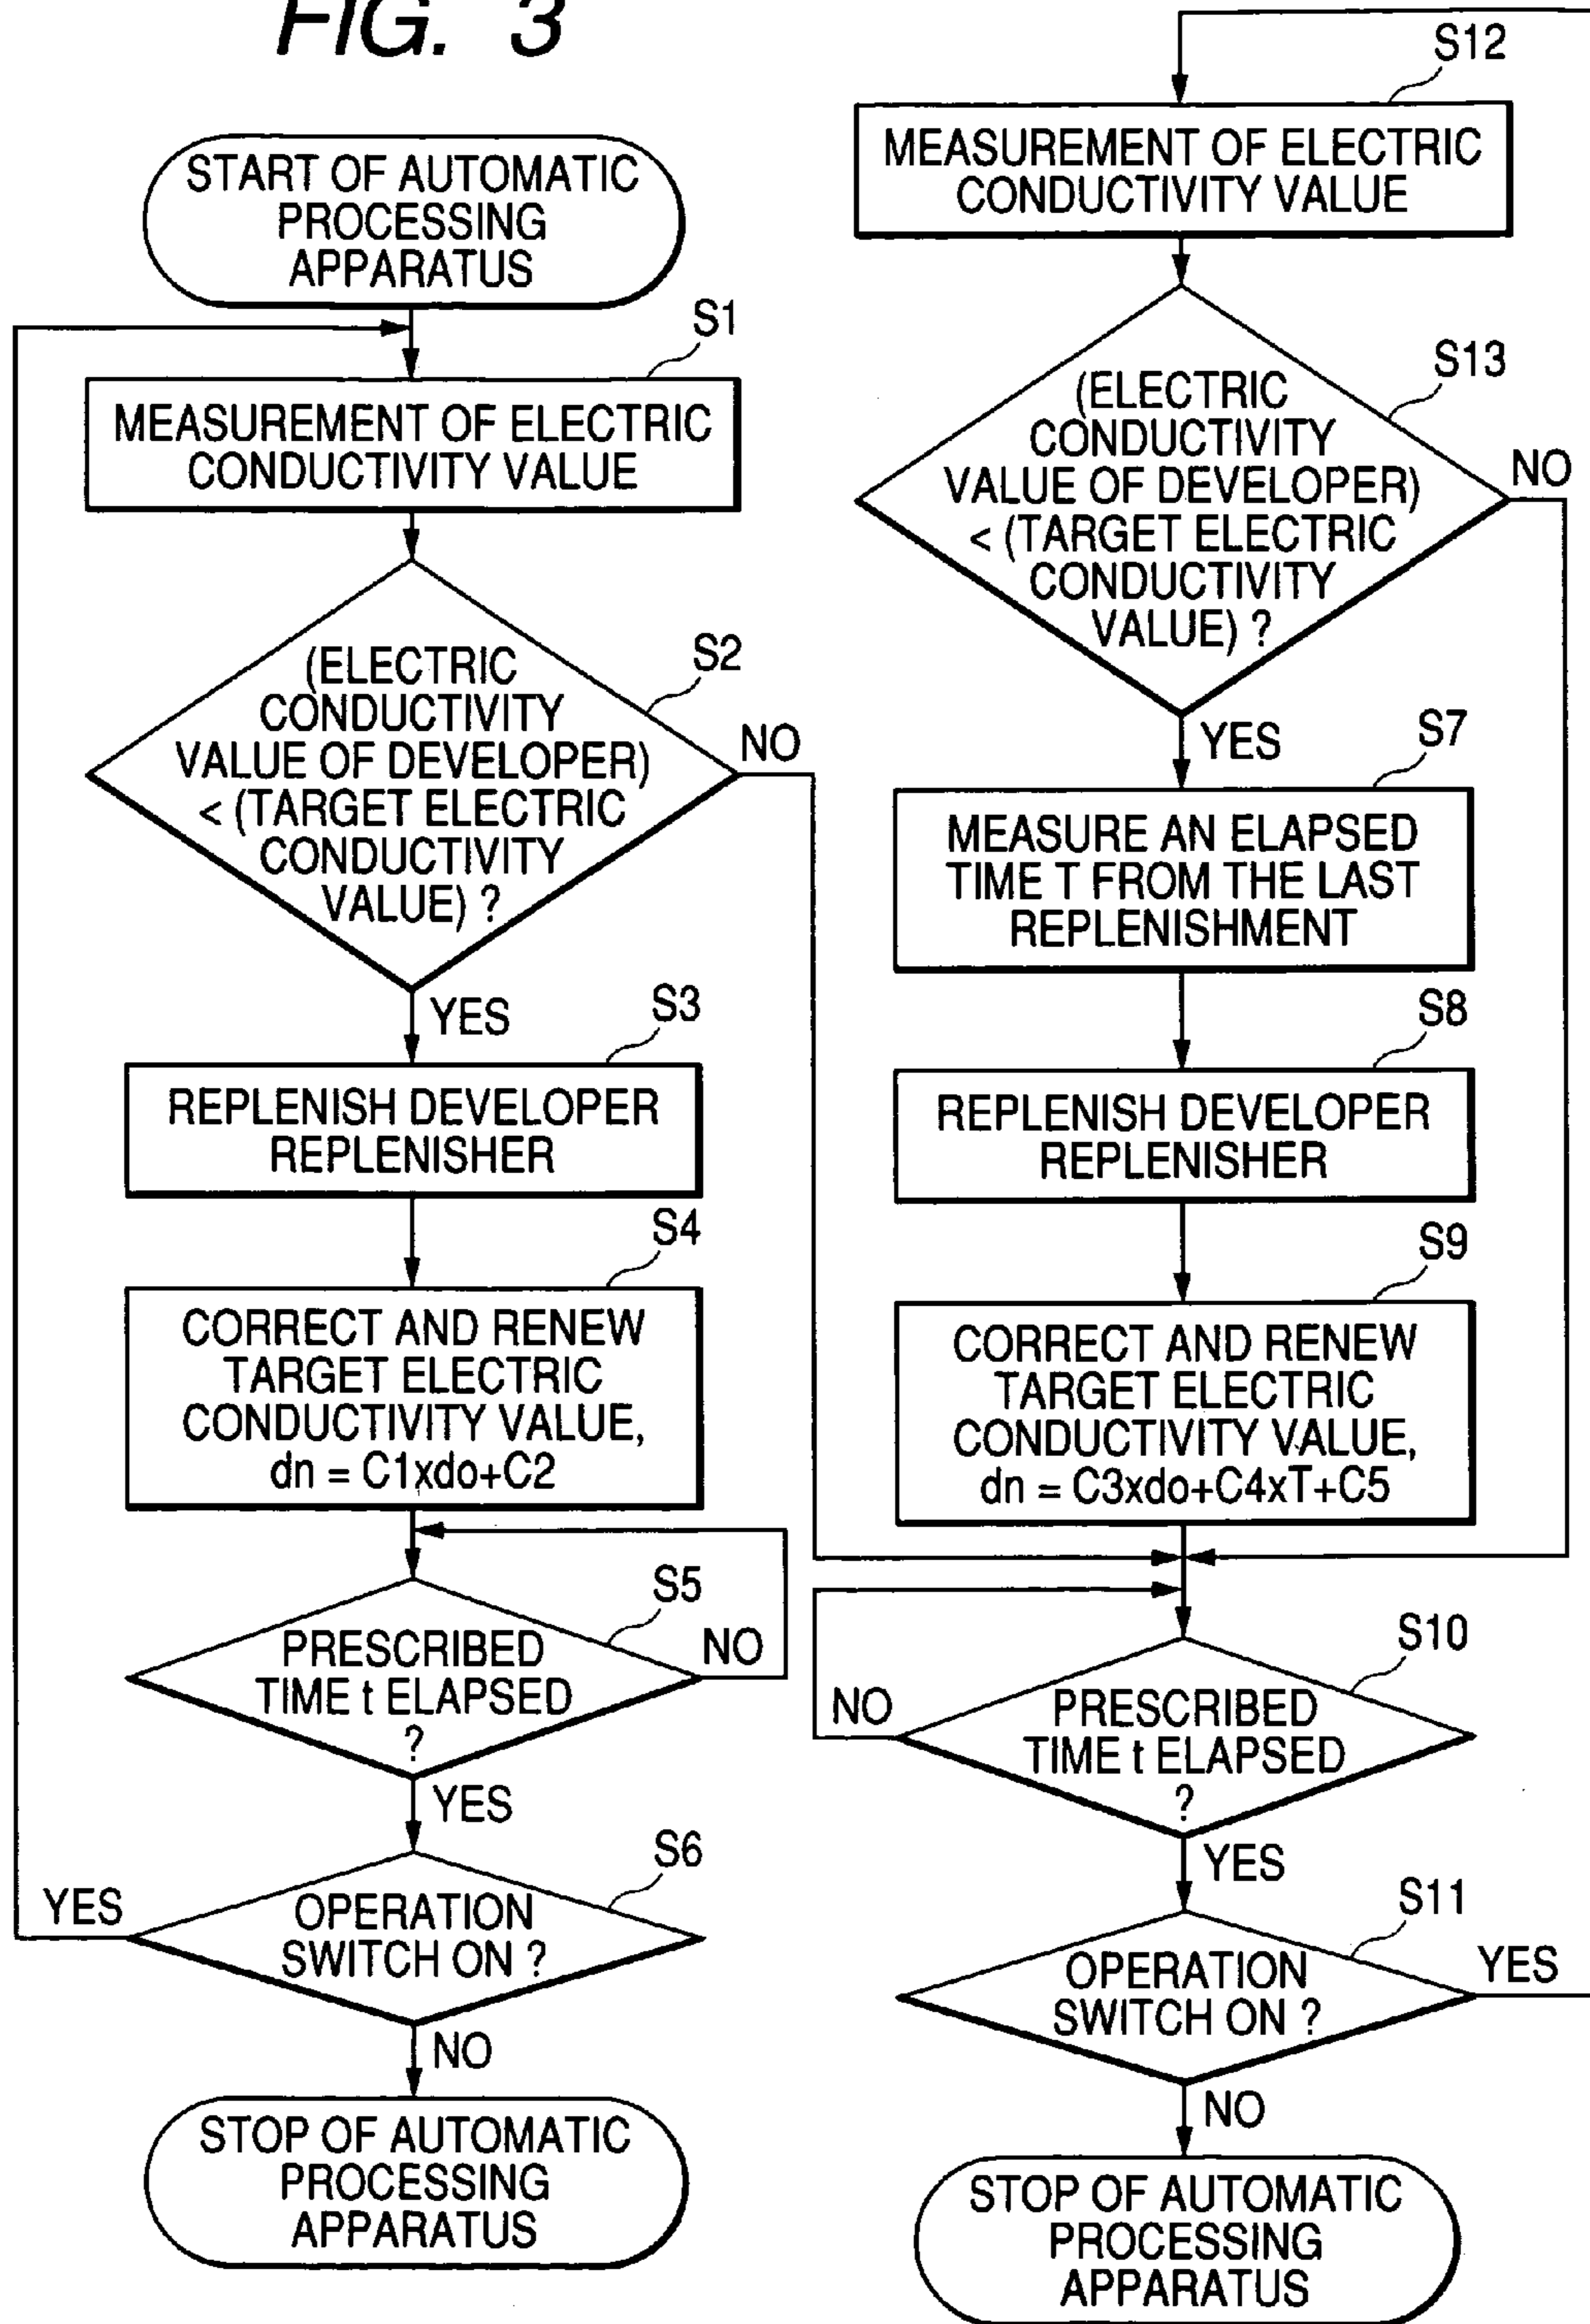 FIG. 3
START OF AUTOMATIC
PROCESSING
APPARATUS
S1
MEASUREMENT OF ELECTRIC
CONDUCTIVITY VALUE
S2
(ELECTRIC
CONDUCTIVITY
VALUE OF DEVELOPER)
< (TARGET ELECTRIC
CONDUCTIVITY
VALUE) ?
NO
YES
S3
REPLENISH DEVELOPER
REPLENISHER
S4
CORRECT AND RENEW
TARGET ELECTRIC
CONDUCTIVITY VALUE,
dn = C1xdo+C2
S5
PRESCRIBED
TIME t ELAPSED
?
NO
YES
S6
OPERATION
SWITCH ON ?
YES
NO
STOP OF AUTOMATIC
PROCESSING
APPARATUS
S12
MEASUREMENT OF ELECTRIC
CONDUCTIVITY VALUE
S13
(ELECTRIC
CONDUCTIVITY
VALUE OF DEVELOPER)
< (TARGET ELECTRIC
CONDUCTIVITY
VALUE) ?
NO
YES
S7
MEASURE AN ELAPSED
TIME T FROM THE LAST
REPLENISHMENT
S8
REPLENISH DEVELOPER
REPLENISHER
S9
CORRECT AND RENEW
TARGET ELECTRIC
CONDUCTIVITY VALUE,
dn = C3xdo+C4xT+C5
S10
PRESCRIBED
TIME t ELAPSED
?
NO
YES
S11
OPERATION
SWITCH ON ?
YES
NO
STOP OF AUTOMATIC
PROCESSING
APPARATUS